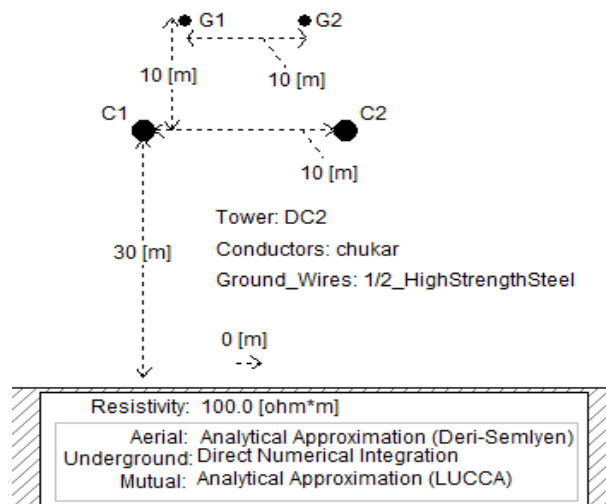 G1
G2
10 [m]
10 [m]
C1
C2
10 [m]
Tower: DC2
Conductors: chukar
30 [m]
Ground_Wires: 1/2_HighStrengthSteel
0 [m]
Resistivity: 100.0 [ohm*m]
Aerial: Analytical Approximation (Deri-Semlyen)
Underground: Direct Numerical Integration
Mutual: Analytical Approximation (LUCCA)